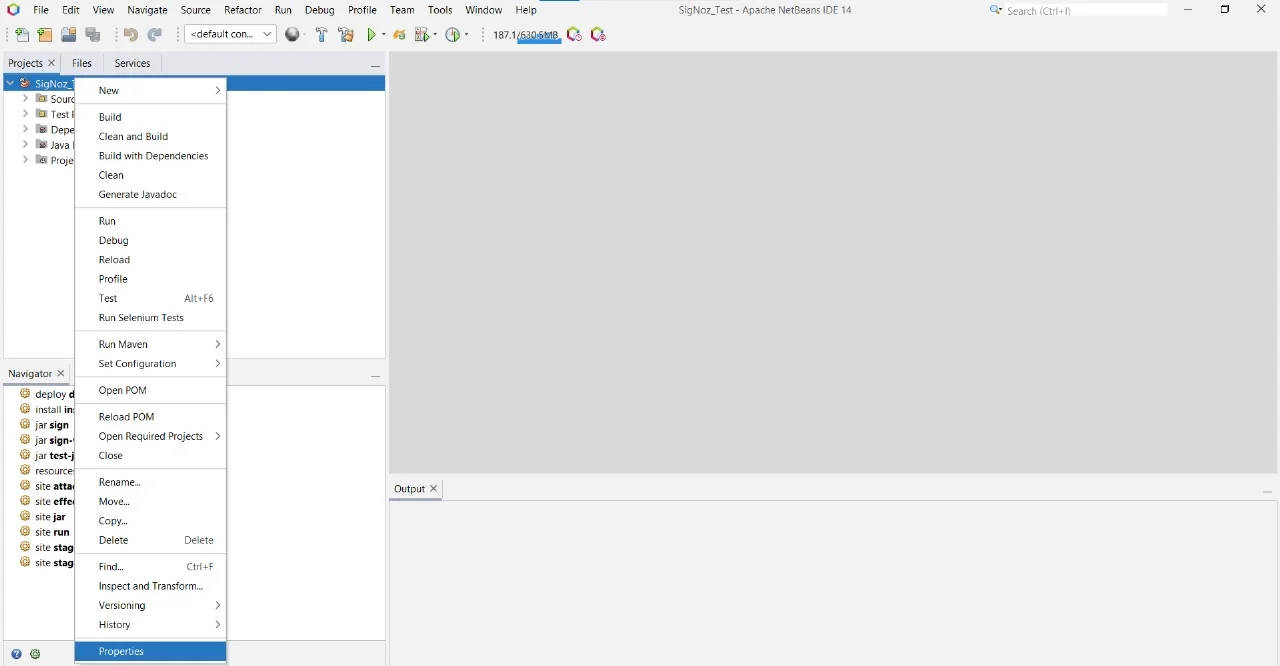 File Edit View Navigate Source Refactor Run Debug Profile Team Tools Window Help
SigNoz_Test - Apache NetBeans IDE 14
Search (Ctrl+I)
<default con...
187.1/630.5MB
Projects Files Services
SigNoz_T
Sourc
Test P
Depe
Java
Proje
New
Build
Clean and Build
Build with Dependencies
Clean
Generate Javadoc
Run
Debug
Reload
Profile
Test Alt+F6
Run Selenium Tests
Run Maven
Set Configuration
Open POM
Reload POM
Open Required Projects
Close
Rename...
Move...
Copy...
Delete Delete
Find... Ctrl+F
Inspect and Transform...
Versioning
History
Properties
Navigator
deploy d
install in
jar sign
jar sign-
jar test-j
resources
site atta
site effe
site jar
site run
site stag
site stag
Output